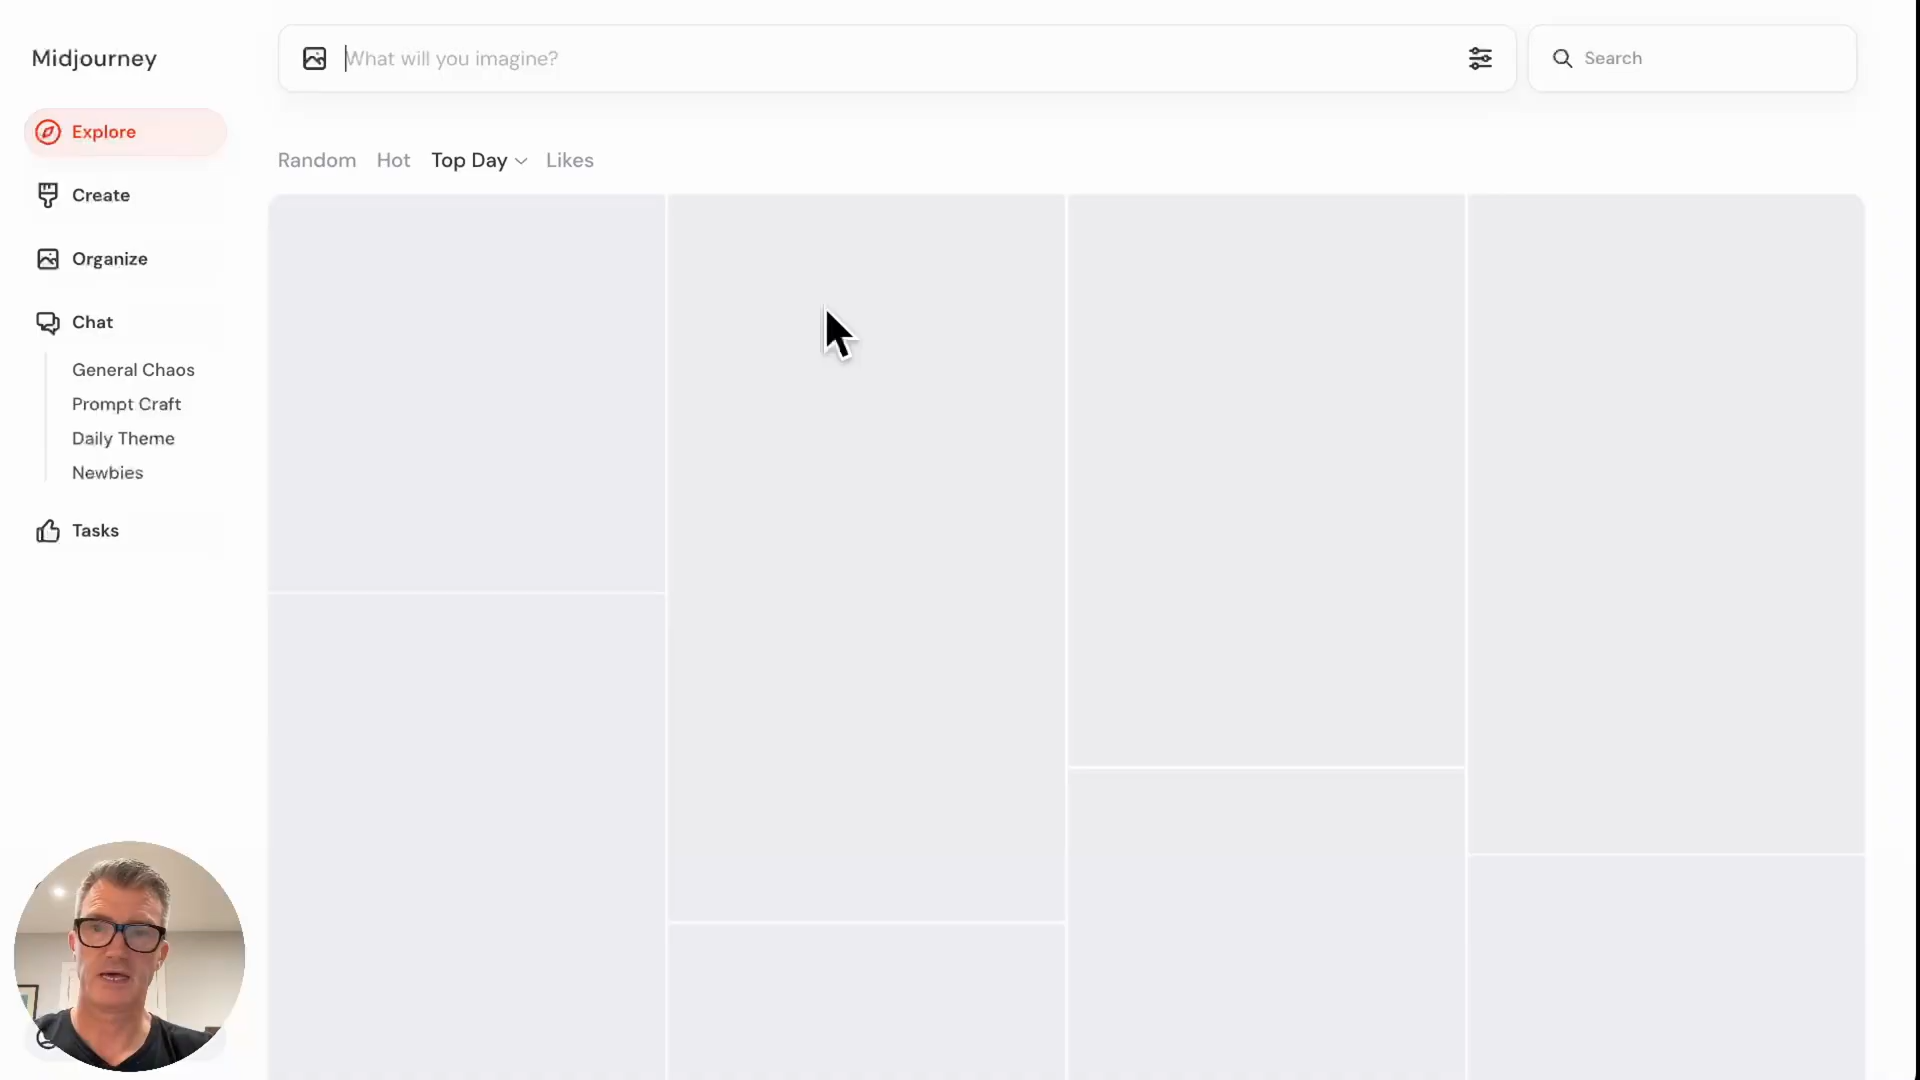 Midjourney
What will you imagine?
Search
Explore
Create
Organize
Chat
General Chaos
Prompt Craft
Daily Theme
Newbies
Tasks
Random Hot Top Day Likes